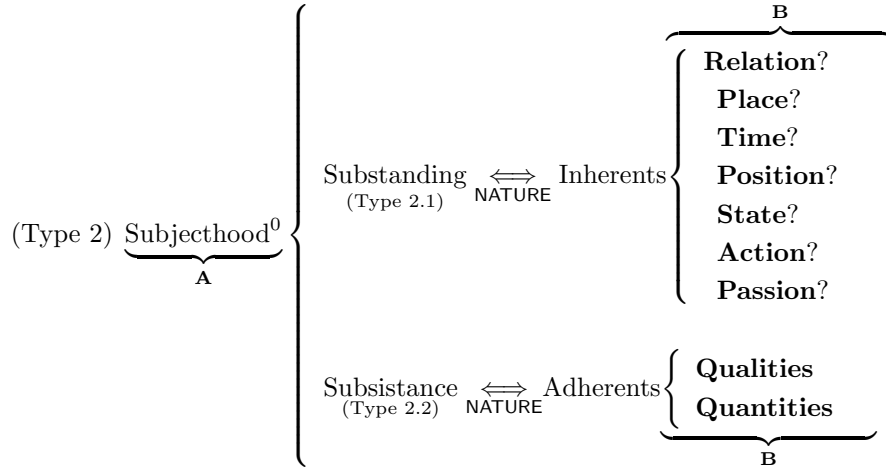 B
Relation?
Place?
Time?
Substanding ⟺ Inherents Position?
(Type 2.1) NATURE
State?
(Type 2) Subjecthood⁰
Action?
A
Passion?
Qualities
Subsistance ⟺ Adherents
(Type 2.2) NATURE
Quantities
B